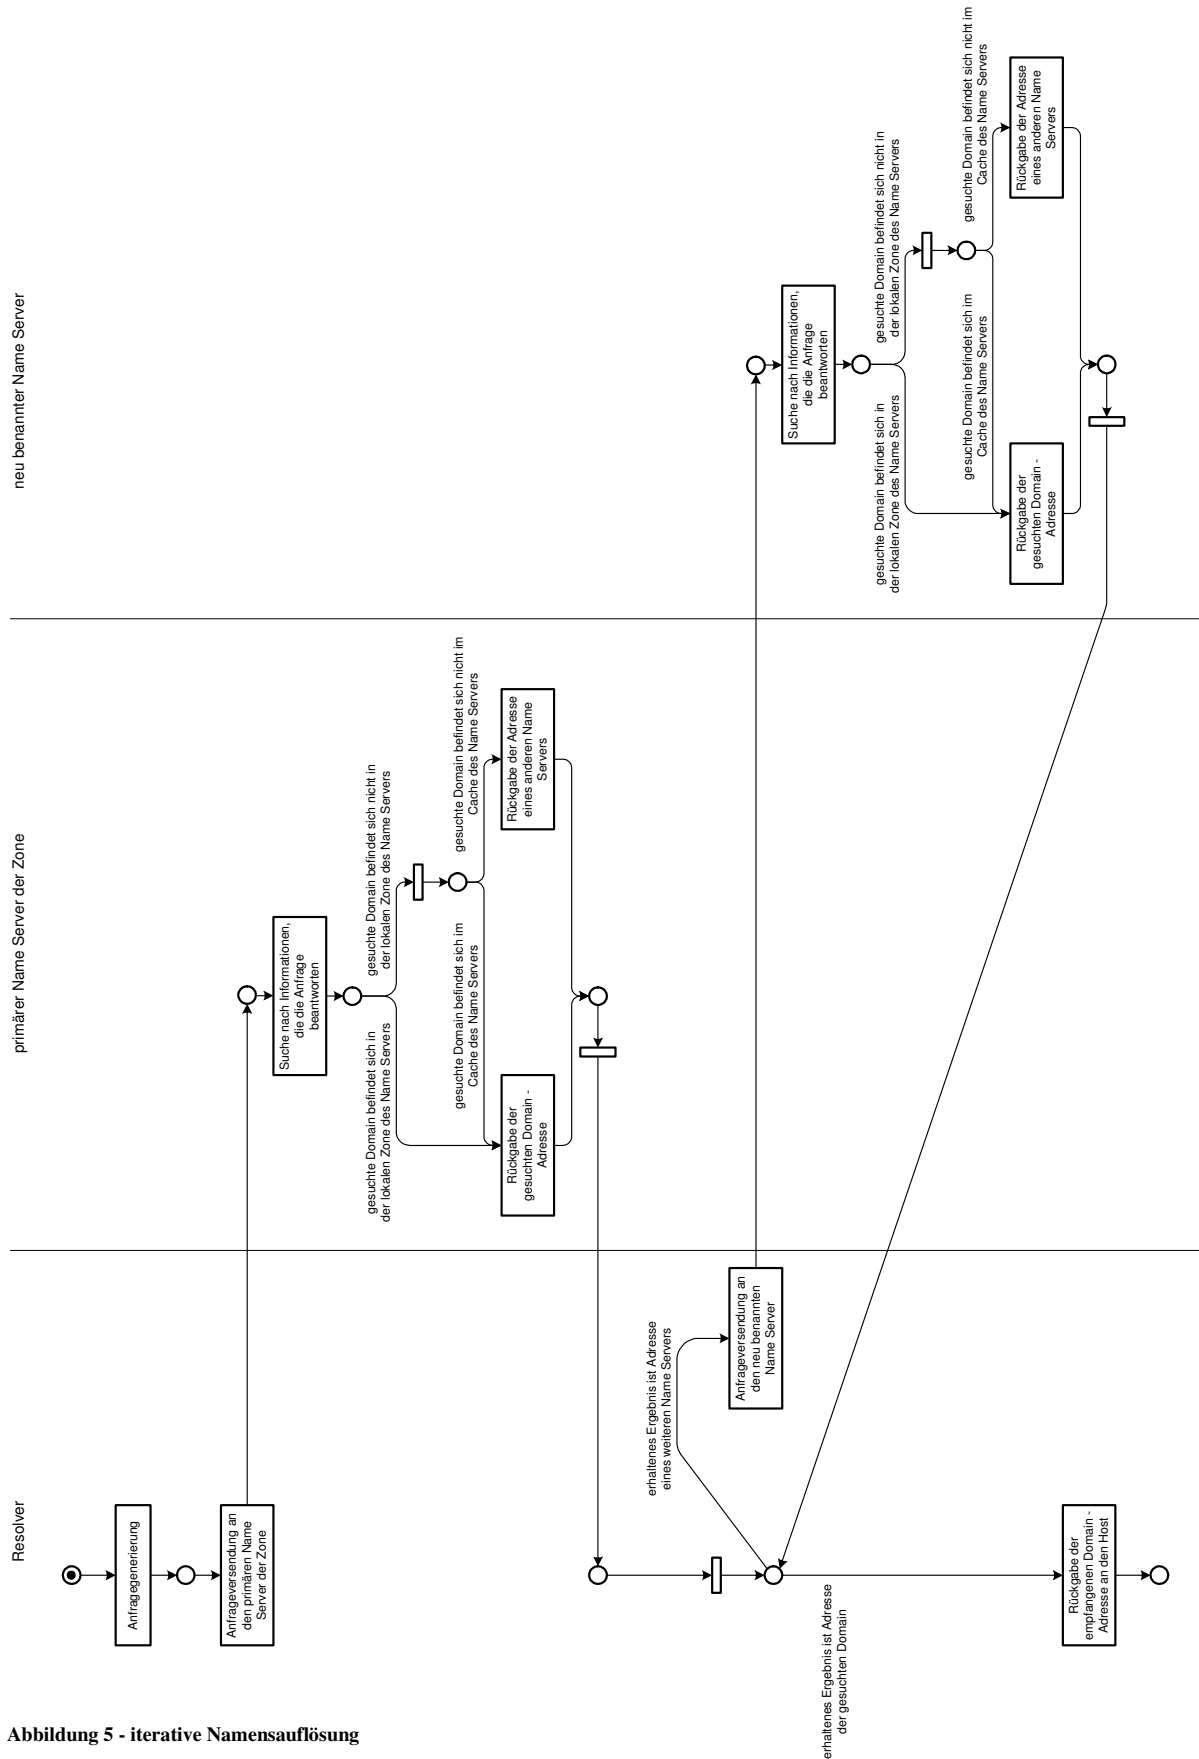 Resolver
primärer Name Server der Zone
neu benannter Name Server
Anfragegenerierung
Anfrageversendung an
den primären Name
Server der Zone
Suche nach Informationen,
die die Anfrage
beantworten
gesuchte Domain befindet sich in
der lokalen Zone des Name Servers
gesuchte Domain befindet sich nicht in
der lokalen Zone des Name Servers
gesuchte Domain befindet sich im
Cache des Name Servers
gesuchte Domain befindet sich nicht im
Cache des Name Servers
Rückgabe der
gesuchten Domain -
Adresse
Rückgabe der Adresse
eines anderen Name
Servers
erhaltenes Ergebnis ist Adresse
eines weiteren Name Servers
Anfrageversendung an
den neu benannten
Name Server
Suche nach Informationen,
die die Anfrage
beantworten
gesuchte Domain befindet sich in
der lokalen Zone des Name Servers
gesuchte Domain befindet sich nicht in
der lokalen Zone des Name Servers
gesuchte Domain befindet sich im
Cache des Name Servers
gesuchte Domain befindet sich nicht im
Cache des Name Servers
Rückgabe der
gesuchten Domain -
Adresse
Rückgabe der Adresse
eines anderen Name
Servers
erhaltenes Ergebnis ist Adresse
der gesuchten Domain
Rückgabe der
empfangenen Domain -
Adresse an den Host
Abbildung 5 - iterative Namensauflösung